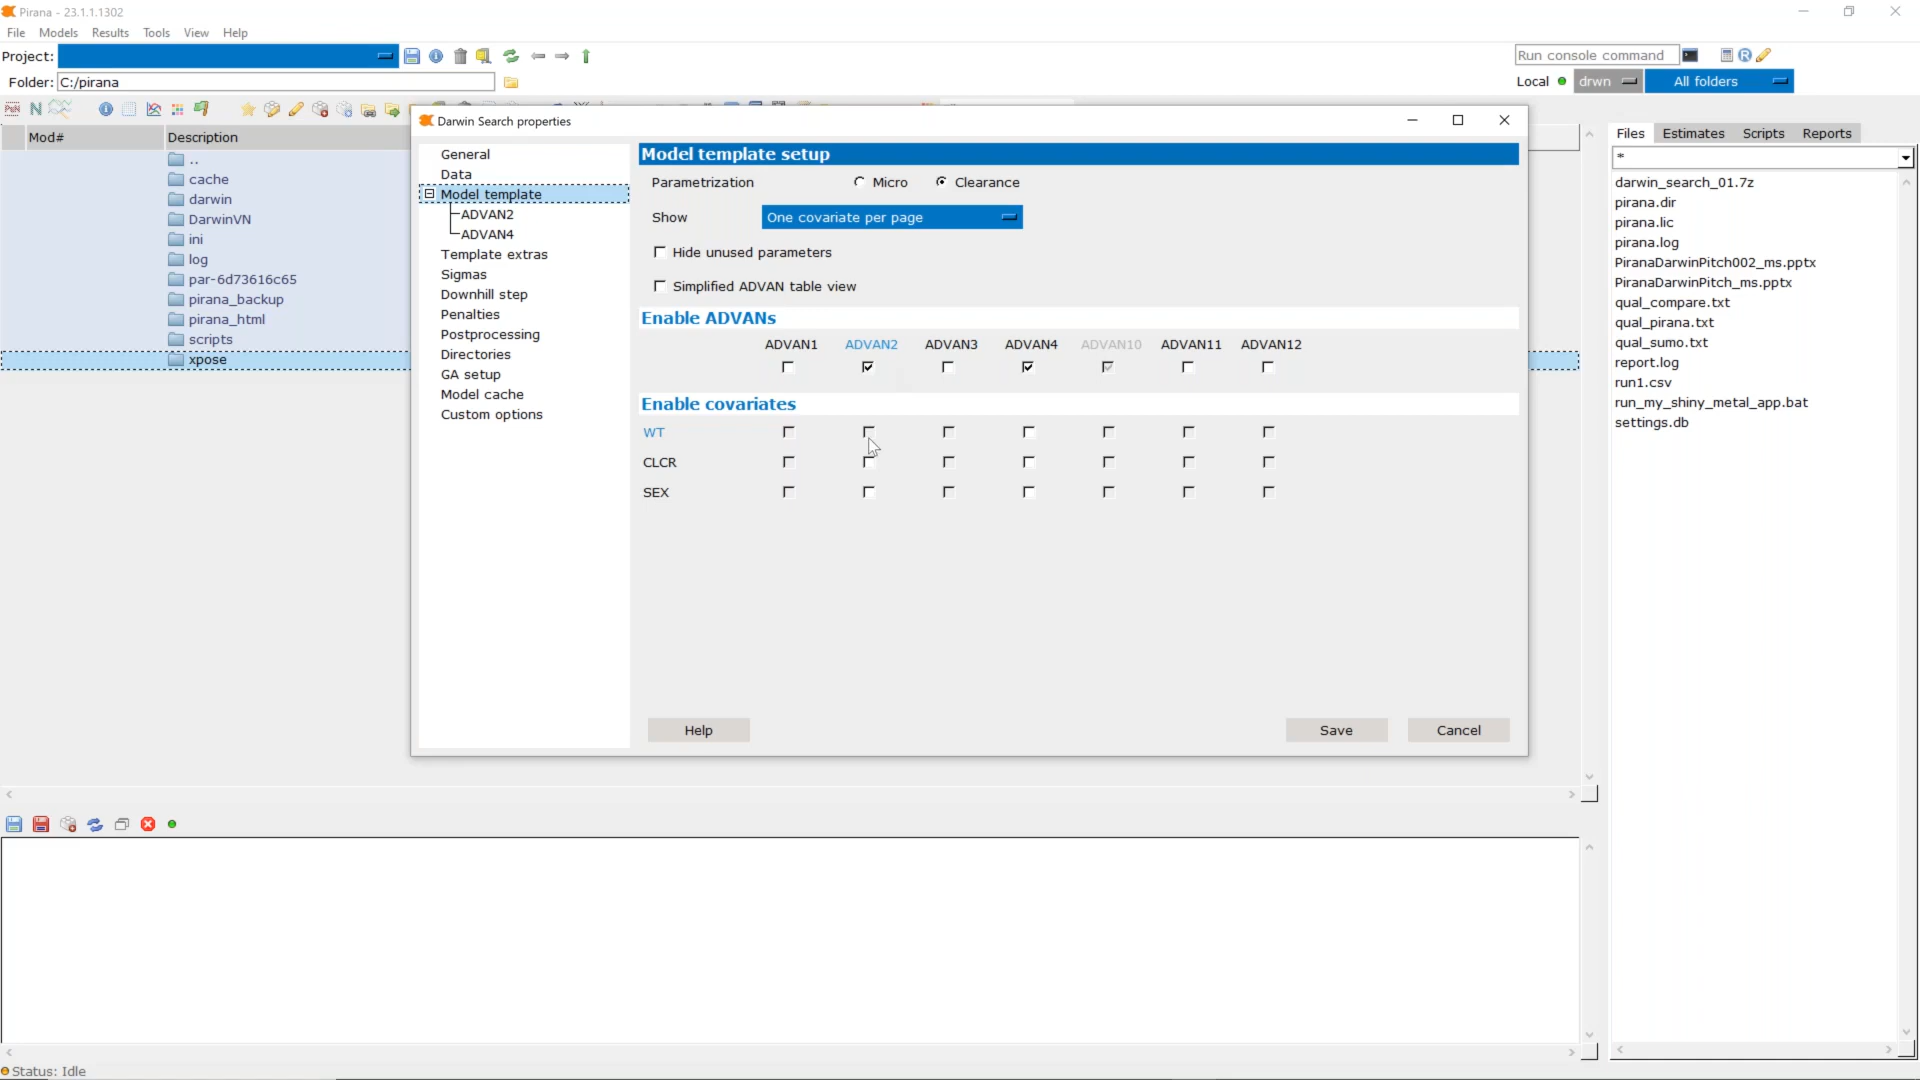 Pirana - 23.1.1.1302
File Models Results Tools View Help
Project:
Run console command
Folder: C:/pirana
Local drwn All folders
Mod# Description
..
cache
darwin
DarwinVN
ini
log
par-6d73616c65
pirana_backup
pirana_html
scripts
xpose
Darwin Search properties
General
Data
Model template
ADVAN2
ADVAN4
Template extras
Sigmas
Downhill step
Penalties
Postprocessing
Directories
GA setup
Model cache
Custom options
Model template setup
Parametrization Micro Clearance
Show One covariate per page
Hide unused parameters
Simplified ADVAN table view
Enable ADVANs
ADVAN1 ADVAN2 ADVAN3 ADVAN4 ADVAN10 ADVAN11 ADVAN12
Enable covariates
WT
CLCR
SEX
Help Save Cancel
Files Estimates Scripts Reports
*
darwin_search_01.7z
pirana.dir
pirana.lic
pirana.log
PiranaDarwinPitch002_ms.pptx
PiranaDarwinPitch_ms.pptx
qual_compare.txt
qual_pirana.txt
qual_sumo.txt
report.log
run1.csv
run_my_shiny_metal_app.bat
settings.db
Status: Idle